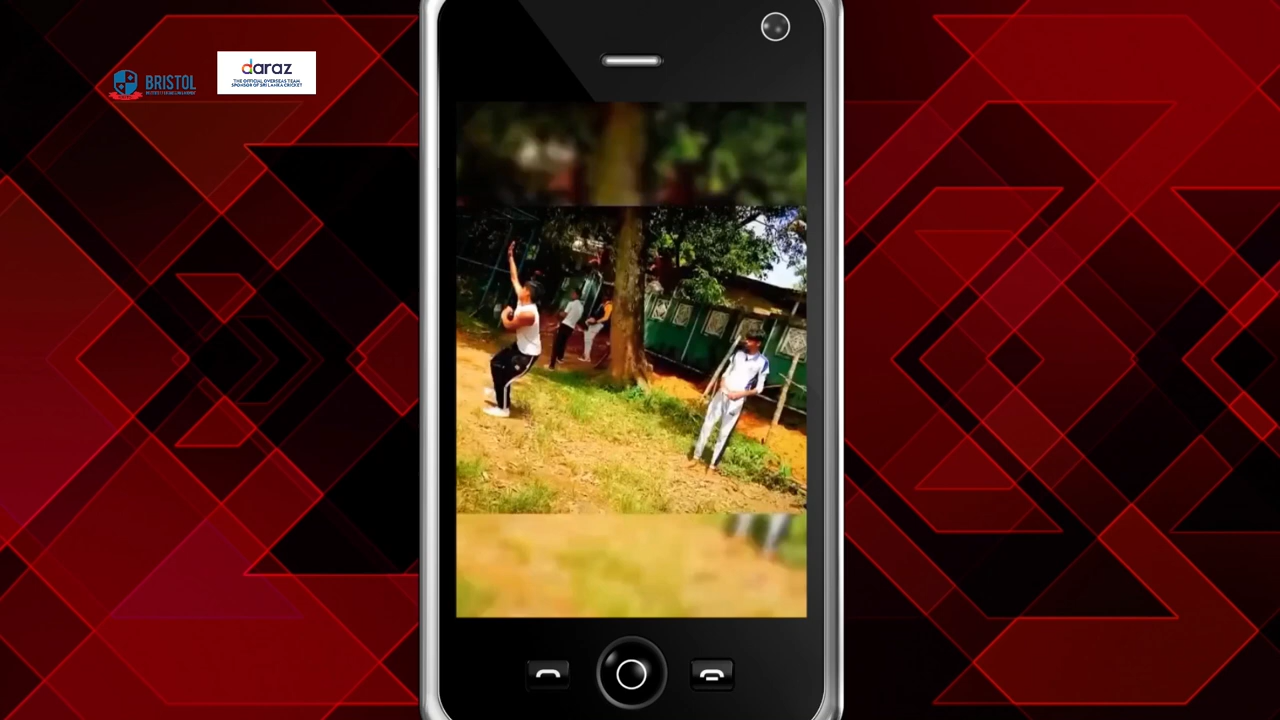 BRISTOL
daraz
THE OFFICIAL OVERSEAS TEAM
SPONSOR OF SRI LANKA CRICKET